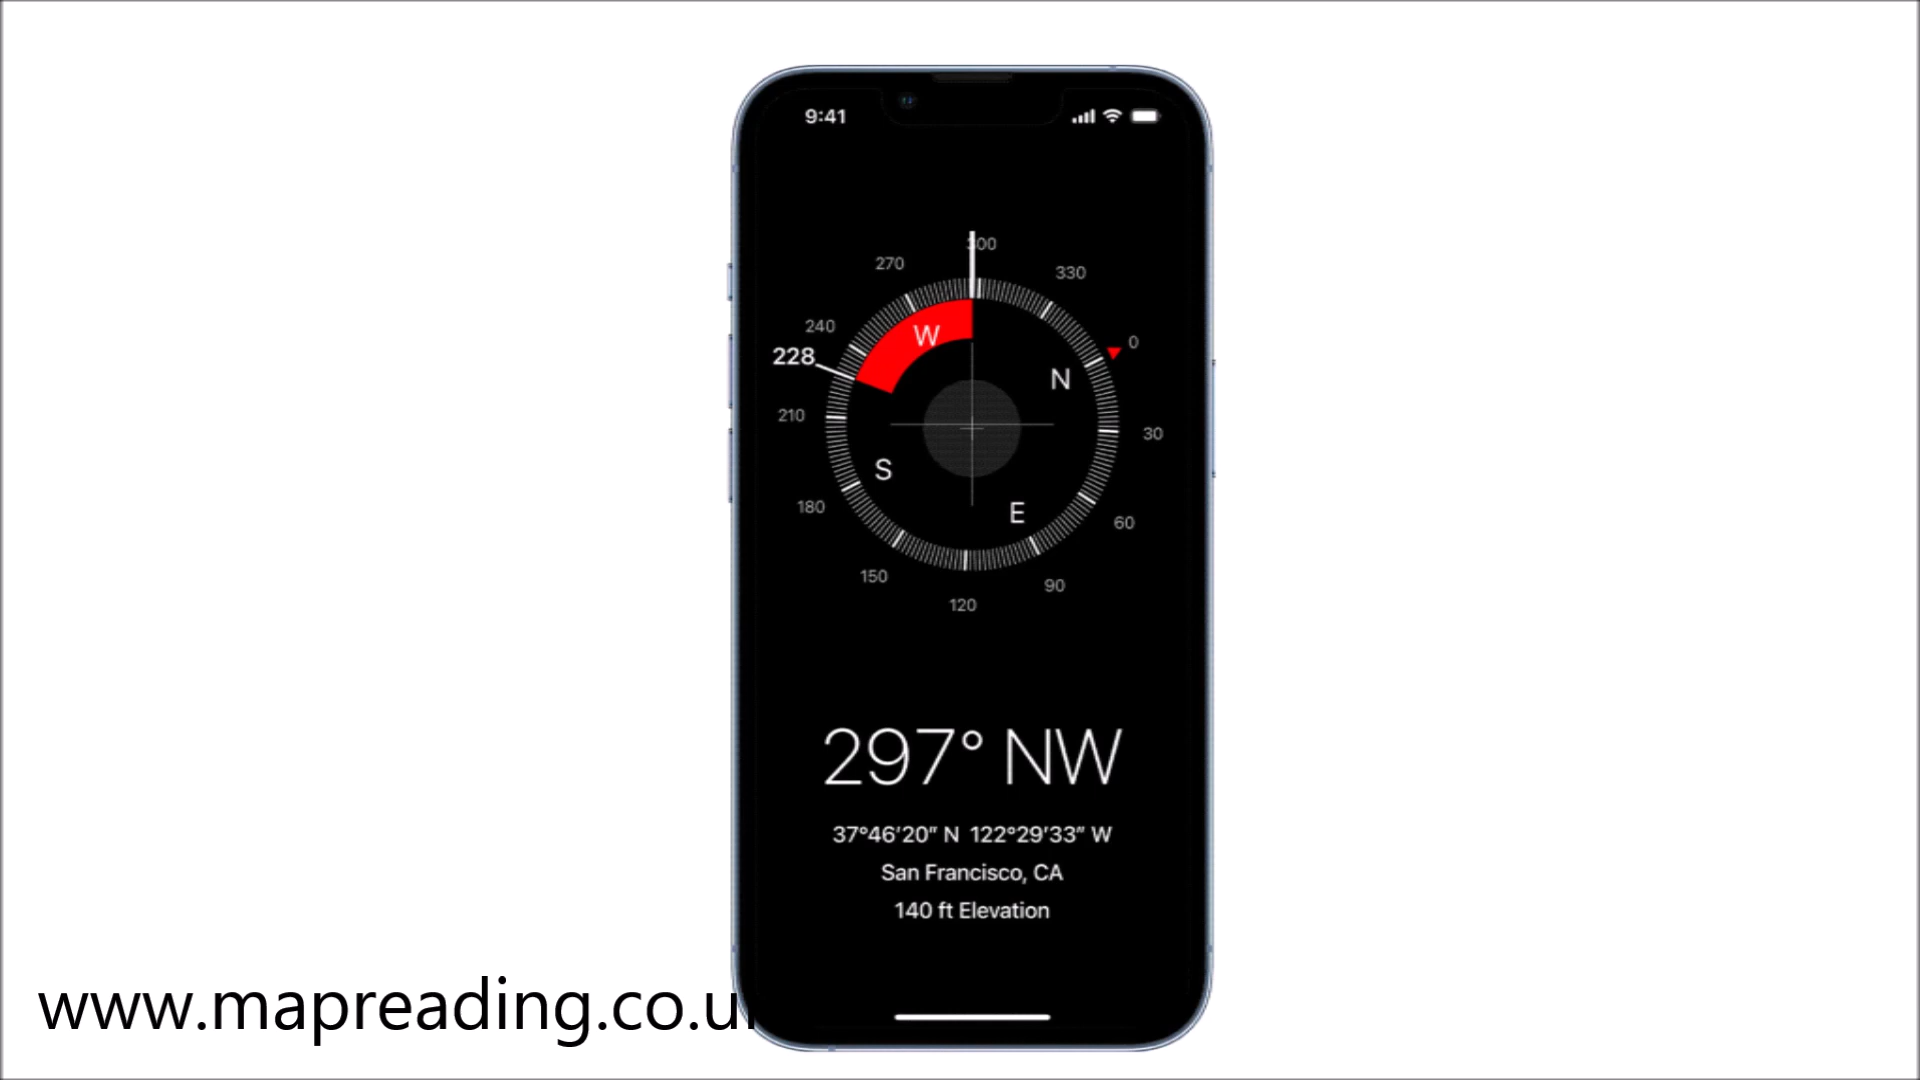 9:41
300
270
330
240
W
0
228
N
210
30
S
180
E
60
150
90
120
297° NW
37°46′20″ N 122°29′33″ W
San Francisco, CA
140 ft Elevation
www.mapreading.co.u